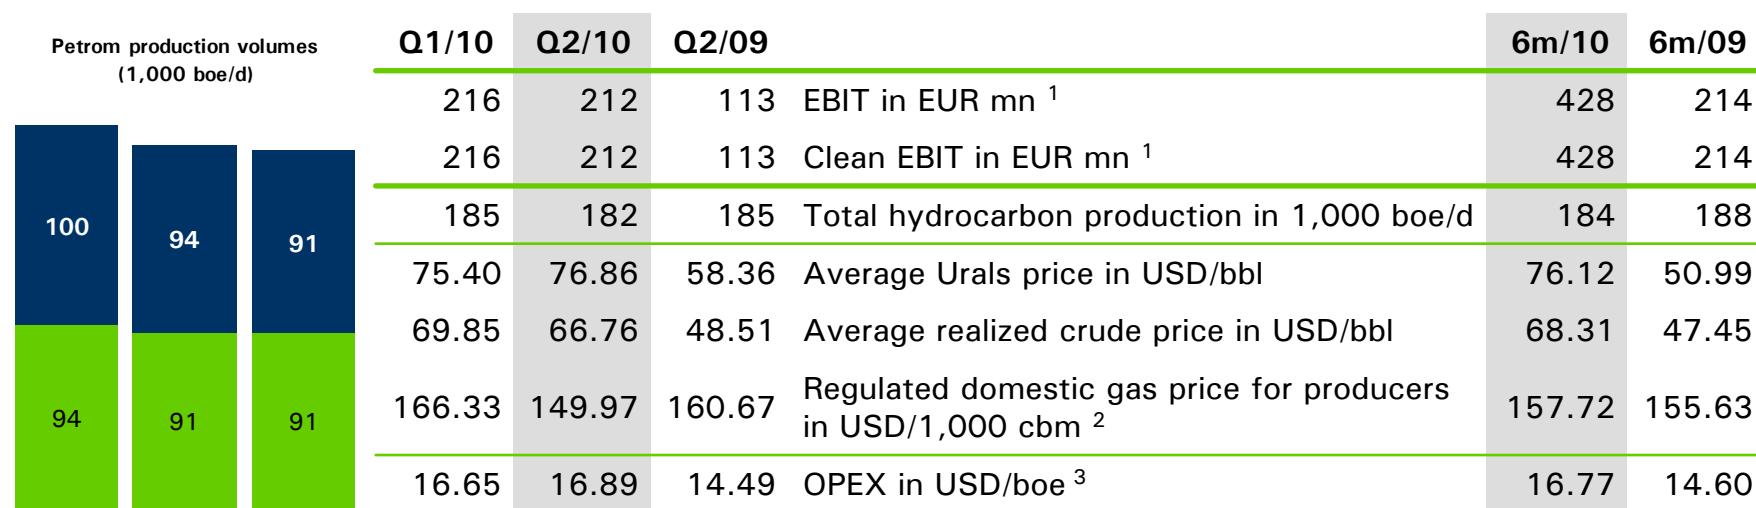 Petrom production volumes
(1,000 boe/d)
100 94 91
94 91 91
Q1/10 Q2/10 Q2/09 6m/10 6m/09
216 212 113 EBIT in EUR mn 1 428 214
216 212 113 Clean EBIT in EUR mn 1 428 214
185 182 185 Total hydrocarbon production in 1,000 boe/d 184 188
75.40 76.86 58.36 Average Urals price in USD/bbl 76.12 50.99
69.85 66.76 48.51 Average realized crude price in USD/bbl 68.31 47.45
166.33 149.97 160.67 Regulated domestic gas price for producers 157.72 155.63
in USD/1,000 cbm 2
16.65 16.89 14.49 OPEX in USD/boe 3 16.77 14.60